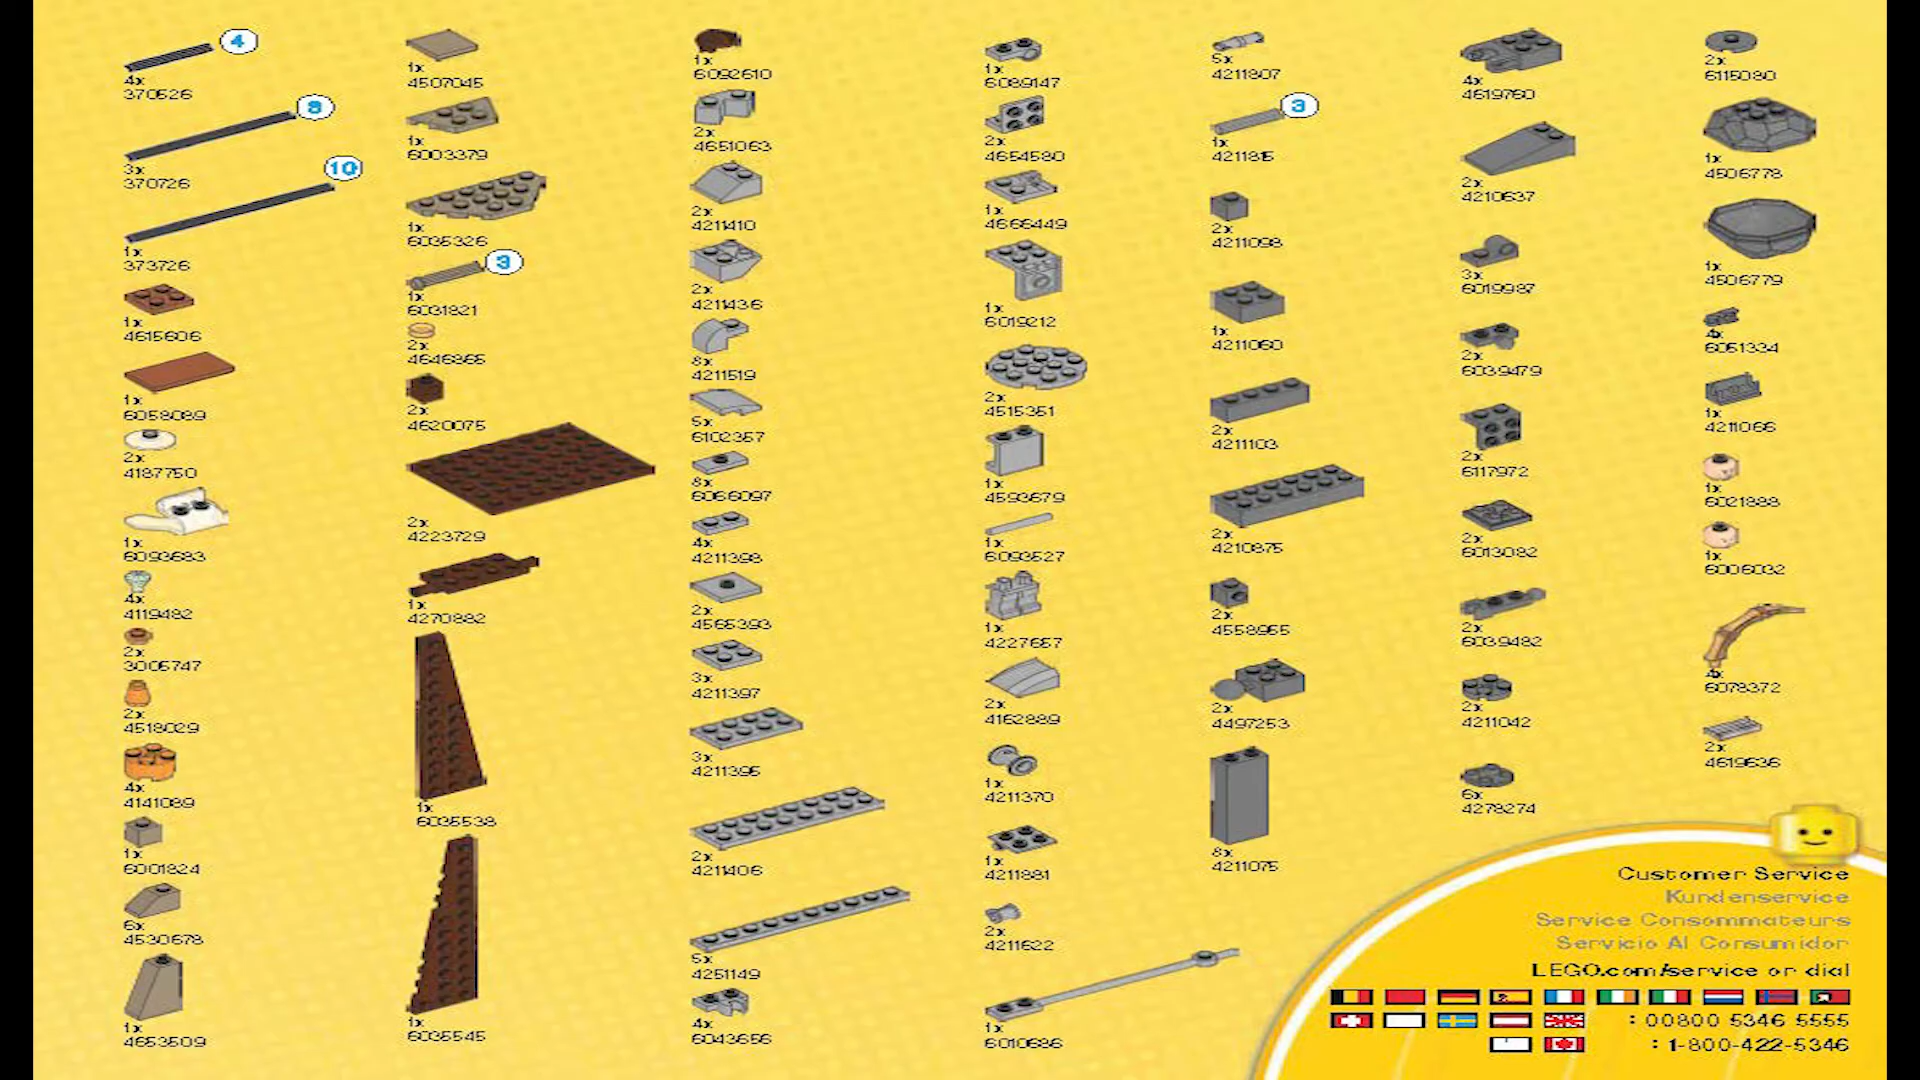 4
4x
370526
8
3x
370726
10
1x
373726
1x
4615606
1x
6058089
2x
4187750
1x
6093683
4x
4119482
2x
3005747
2x
4518029
4x
4141089
1x
6001824
6x
4530678
1x
4653509
1x
4507045
1x
6003379
1x
6035326
3
1x
6031821
2x
4646865
2x
4620075
2x
4223729
1x
4270882
1x
6035538
1x
6035545
1x
6092610
2x
4651063
2x
4211410
2x
4211436
8x
4211519
5x
6102357
8x
6066097
4x
4211398
2x
4565393
3x
4211397
3x
4211395
2x
4211406
5x
4251149
4x
6043656
1x
6089147
2x
4654580
1x
4666449
1x
6019212
2x
4515351
1x
4593679
1x
6093527
1x
4227657
2x
4162889
1x
4211370
1x
4211881
2x
4211622
1x
6010686
5x
4211807
3
1x
4211815
2x
4211098
1x
4211060
2x
4211103
2x
4210875
2x
4558955
2x
4497253
8x
4211075
4x
4619760
2x
4210637
3x
6019987
2x
6039479
2x
6117972
2x
6013082
2x
6039482
2x
4211042
6x
4278274
2x
6115080
1x
4506778
1x
4506779
4x
6051334
1x
4211066
1x
6021888
1x
6006032
4x
6078372
2x
4619636
Customer Service
Kundenservice
Service Consommateurs
Servicio Al Consumidor
LEGO.com/service or dial
: 00800 5346 5555
: 1-800-422-5346